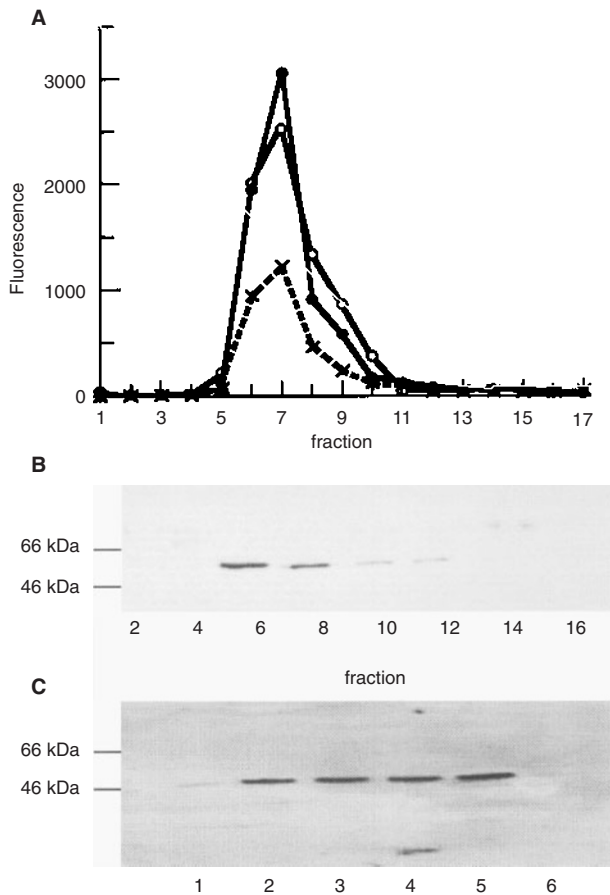 A
3000
2000
1000
0
Fluorescence
1 3 5 7 9 11 13 15 17
fraction
B
66 kDa
46 kDa
2 4 6 8 10 12 14 16
fraction
C
66 kDa
46 kDa
1 2 3 4 5 6